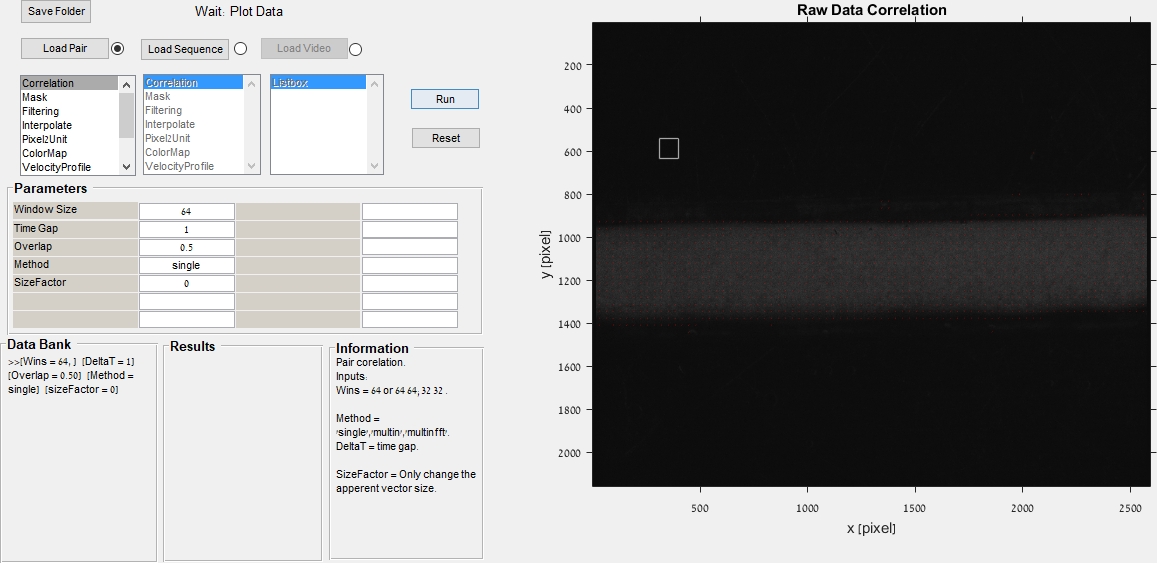 Save Folder
Wait: Plot Data
Load Pair
Load Sequence
Load Video
Correlation
Mask
Filtering
Interpolate
Pixel2Unit
ColorMap
VelocityProfile
Correlation
Mask
Filtering
Interpolate
Pixel2Unit
ColorMap
VelocityProfile
Listbox
Run
Reset
Parameters
Window Size 64
Time Gap 1
Overlap 0.5
Method single
SizeFactor 0
Data Bank
>>[Wins = 64, ] [DeltaT = 1]
[Overlap = 0.50] [Method =
single] [sizeFactor = 0]
Results
Information
Pair corelation.
Inputs.
Wins = 64 or 64 64; 32 32 .
Method =
'single','multin','multinfft'.
DeltaT = time gap.
SizeFactor = Only change the
apperent vector size.
Raw Data Correlation
y [pixel]
200
400
600
800
1000
1200
1400
1600
1800
2000
500 1000 1500 2000 2500
x [pixel]